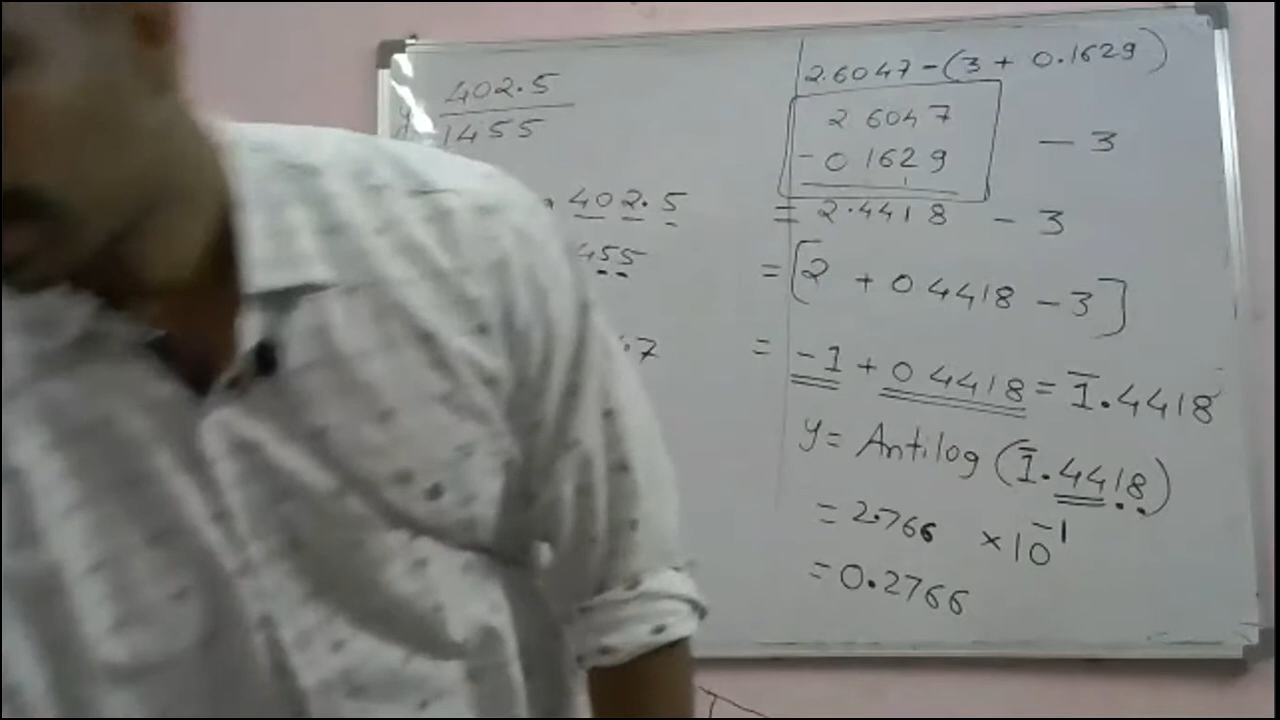 y 402.5
1455
402.5
455
.7
2.6047 - (3 + 0.1629)
2 6047
- 0 1629 - 3
= 2.4418 - 3
= [2 + 0 4418 - 3]
= -1 + 0 4418 = 1̅.4418
y = Antilog (1̅.4418)
= 2.766 × 10⁻¹
= 0.2766